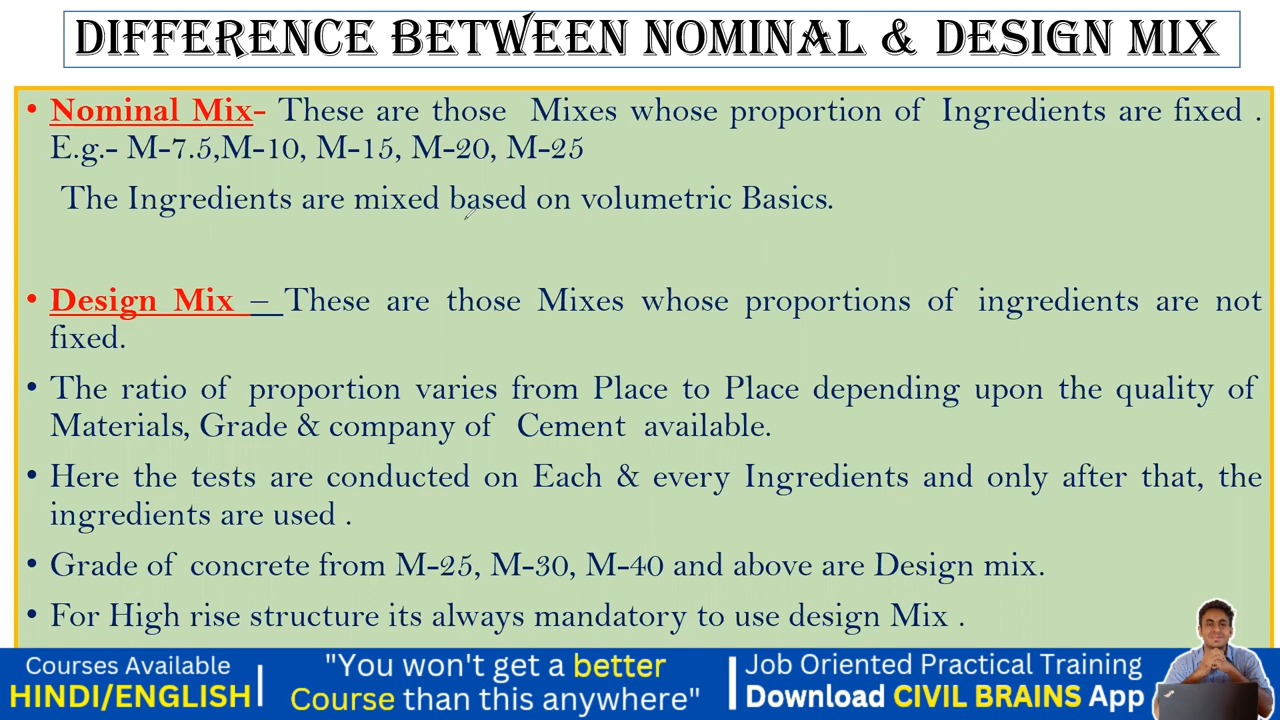 DIFFERENCE BETWEEN NOMINAL & DESIGN MIX
• Nominal Mix- These are those Mixes whose proportion of Ingredients are fixed .
E.g.- M-7.5,M-10, M-15, M-20, M-25
The Ingredients are mixed based on volumetric Basics.
• Design Mix – These are those Mixes whose proportions of ingredients are not
fixed.
• The ratio of proportion varies from Place to Place depending upon the quality of
Materials, Grade & company of Cement available.
• Here the tests are conducted on Each & every Ingredients and only after that, the
ingredients are used .
• Grade of concrete from M-25, M-30, M-40 and above are Design mix.
• For High rise structure its always mandatory to use design Mix .
Courses Available
HINDI/ENGLISH
"You won't get a better
Course than this anywhere"
Job Oriented Practical Training
Download CIVIL BRAINS App